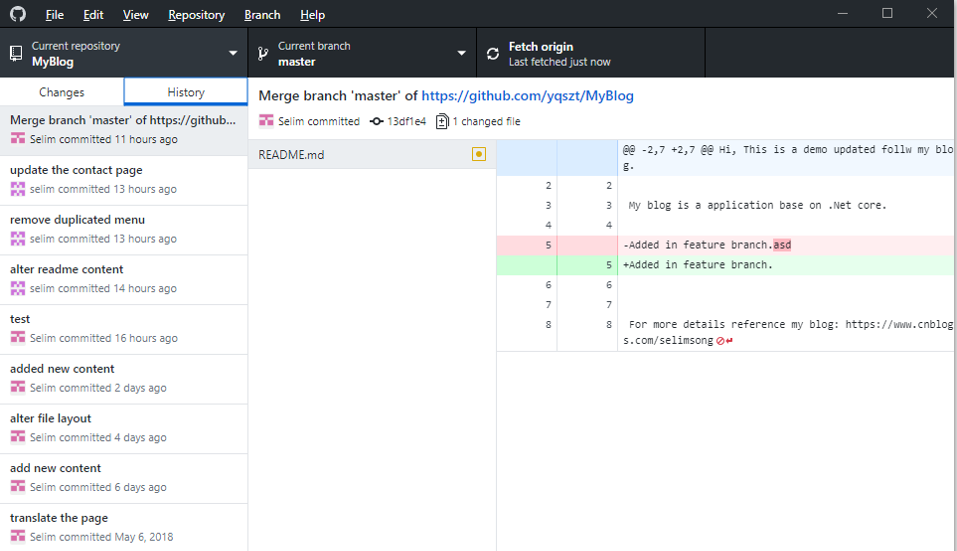 File Edit View Repository Branch Help
Current repository
MyBlog
Current branch
master
Fetch origin
Last fetched just now
Changes
History
Merge branch 'master' of https://github...
Selim committed 11 hours ago
update the contact page
selim committed 13 hours ago
remove duplicated menu
selim committed 13 hours ago
alter readme content
selim committed 14 hours ago
test
Selim committed 16 hours ago
added new content
Selim committed 2 days ago
alter file layout
Selim committed 4 days ago
add new content
Selim committed 6 days ago
translate the page
Selim committed May 6, 2018
Merge branch 'master' of https://github.com/yqszt/MyBlog
Selim committed 13df1e4 1 changed file
README.md
@@ -2,7 +2,7 @@ Hi, This is a demo updated follw my blo
g.
2 2
3 3 My blog is a application base on .Net core.
4 4
5 -Added in feature branch.asd
5 +Added in feature branch.
6 6
7 7
8 8 For more details reference my blog: https://www.cnblog
s.com/selimsong